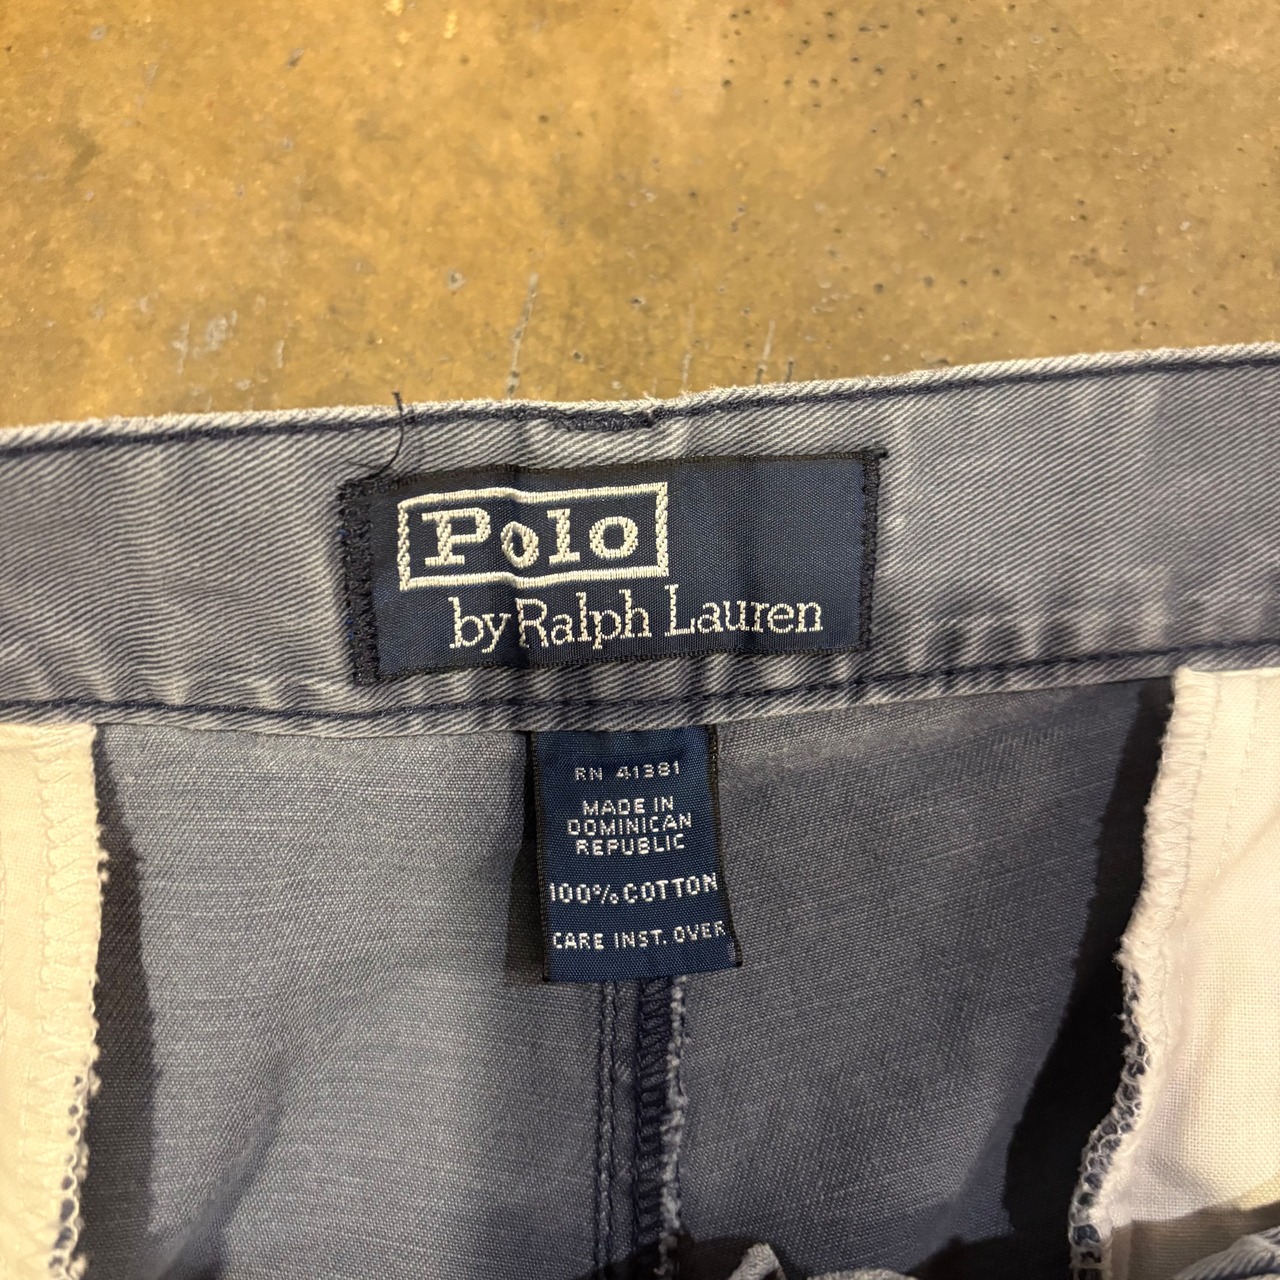 Polo
by Ralph Lauren
RN 41381
MADE IN
DOMINICAN
REPUBLIC
100% COTTON
CARE INST. OVER